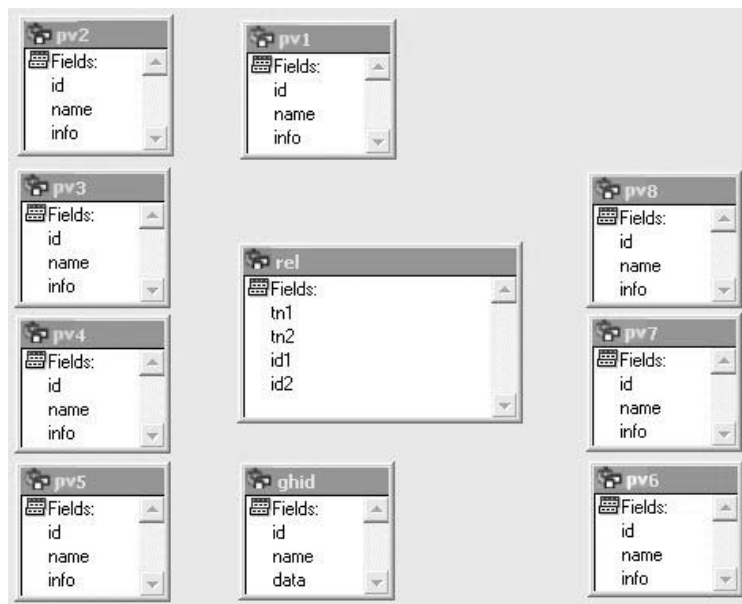 pv2
Fields:
id
name
info
pv1
Fields:
id
name
info
pv3
Fields:
id
name
info
pv8
Fields:
id
name
info
rel
Fields:
tn1
tn2
id1
id2
pv4
Fields:
id
name
info
pv7
Fields:
id
name
info
pv5
Fields:
id
name
info
ghid
Fields:
id
name
data
pv6
Fields:
id
name
info